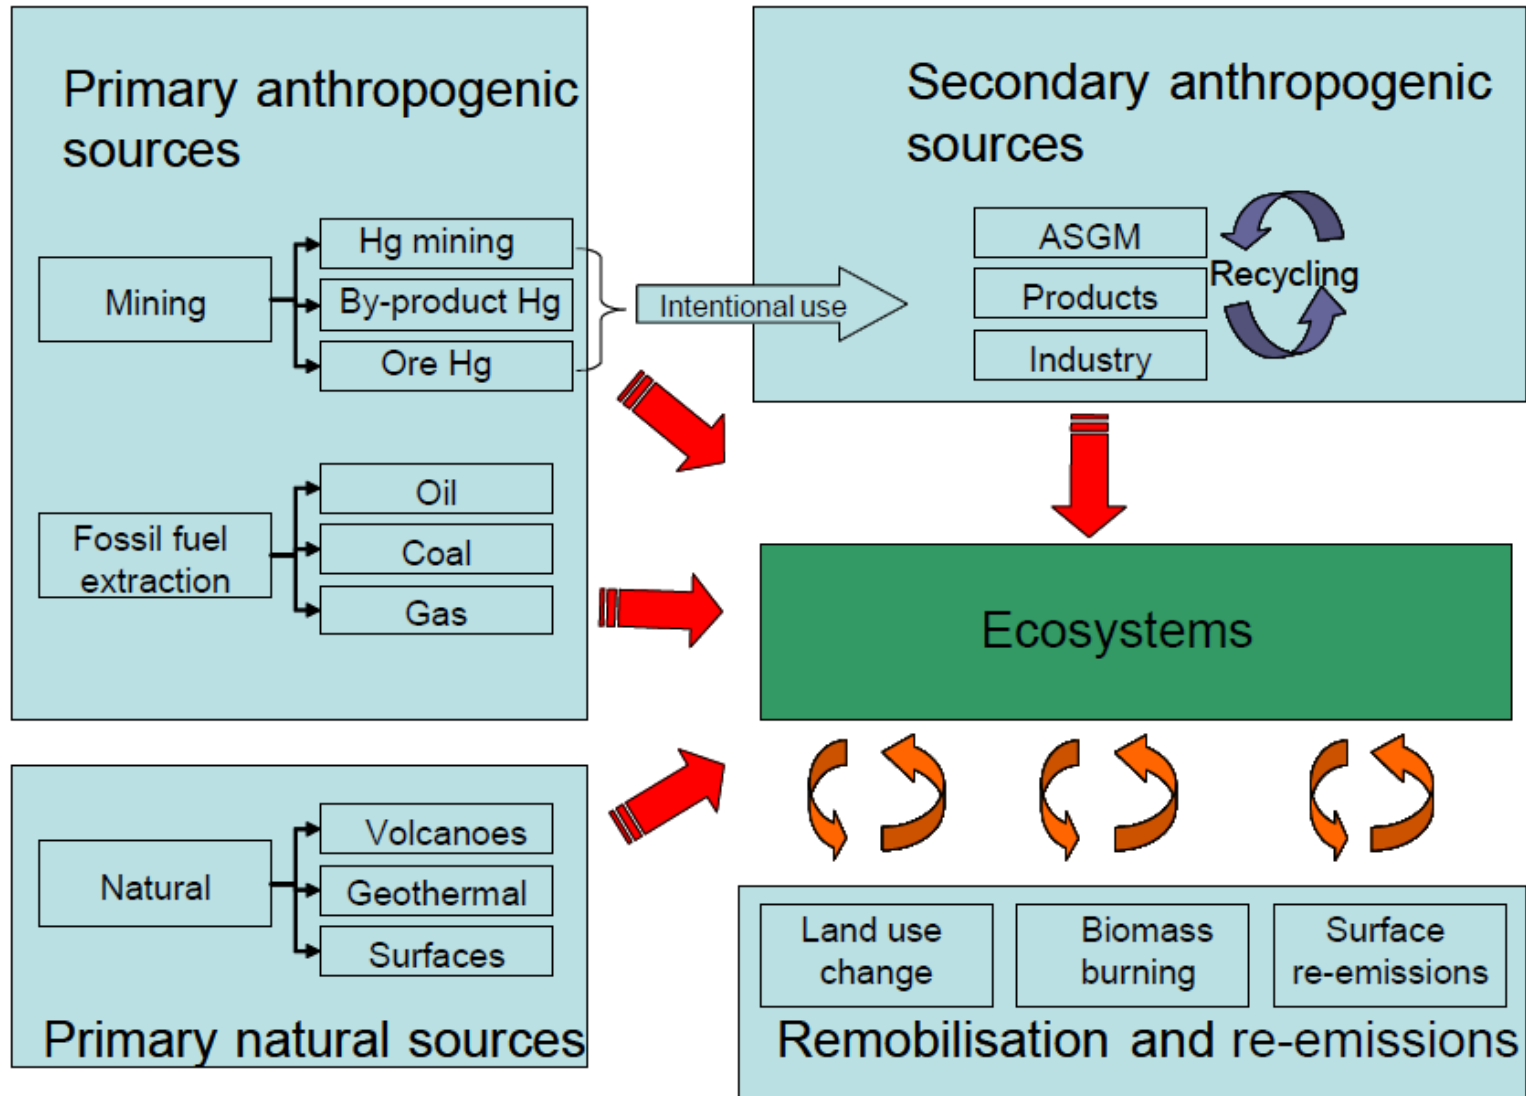 Primary anthropogenic
sources
Mining
Hg mining
By-product Hg
Ore Hg
Fossil fuel
extraction
Oil
Coal
Gas
Intentional use
Secondary anthropogenic
sources
ASGM
Products
Industry
Recycling
Ecosystems
Natural
Volcanoes
Geothermal
Surfaces
Primary natural sources
Land use
change
Biomass
burning
Surface
re-emissions
Remobilisation and re-emissions